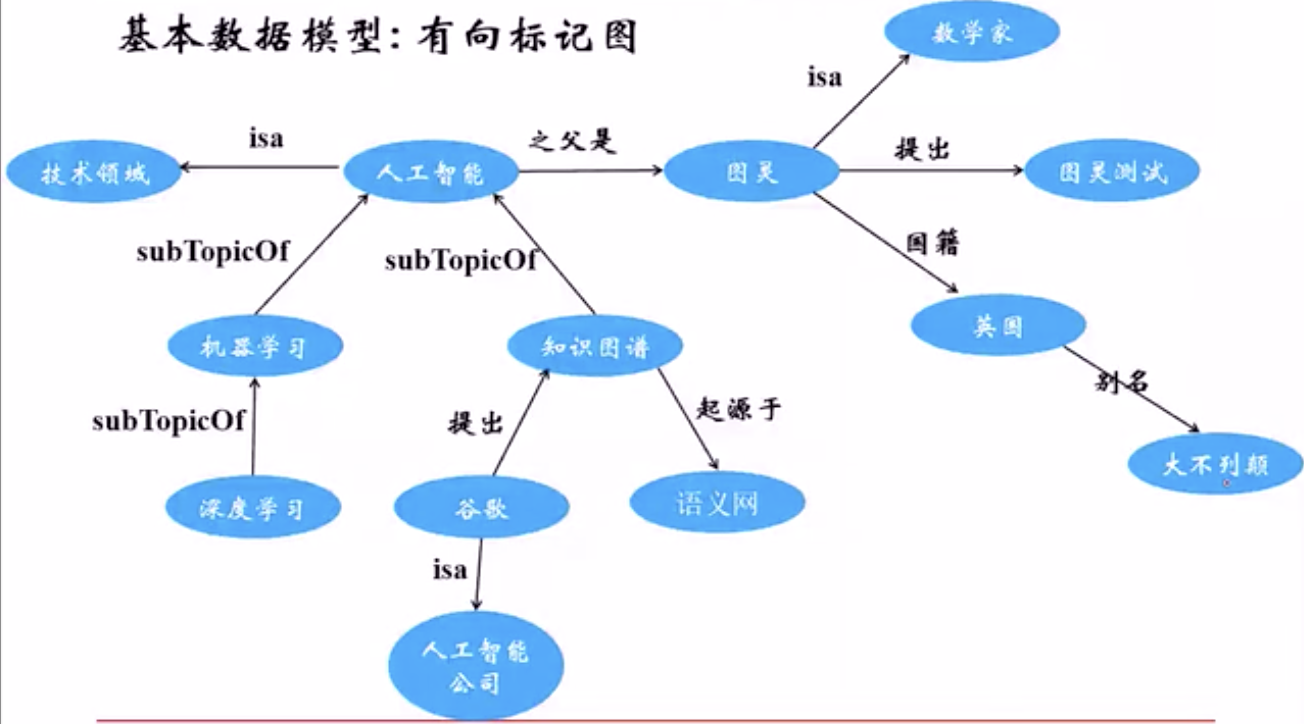 基本数据模型: 有向标记图
数学家
isa
isa
之父是
提出
技术领域
人工智能
图灵
图灵测试
subTopicOf
subTopicOf
国籍
英国
机器学习
知识图谱
别名
subTopicOf
提出
起源于
大不列颠
深度学习
谷歌
语义网
isa
人工智能
公司